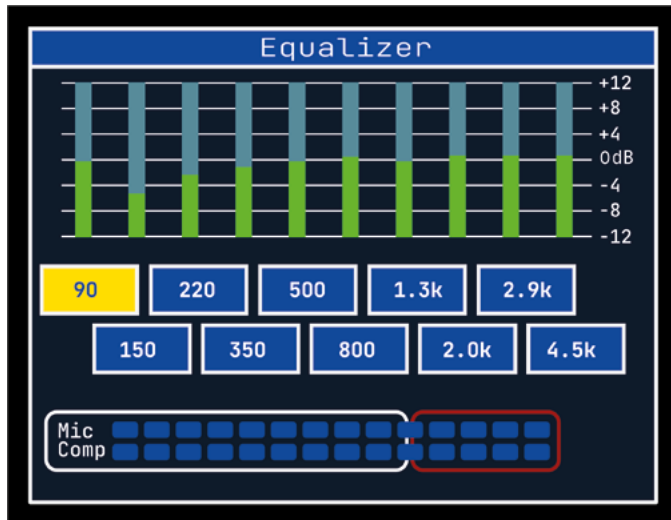 Equalizer
+12
+8
+4
0dB
-4
-8
-12
90 220 500 1.3k 2.9k
150 350 800 2.0k 4.5k
Mic
Comp